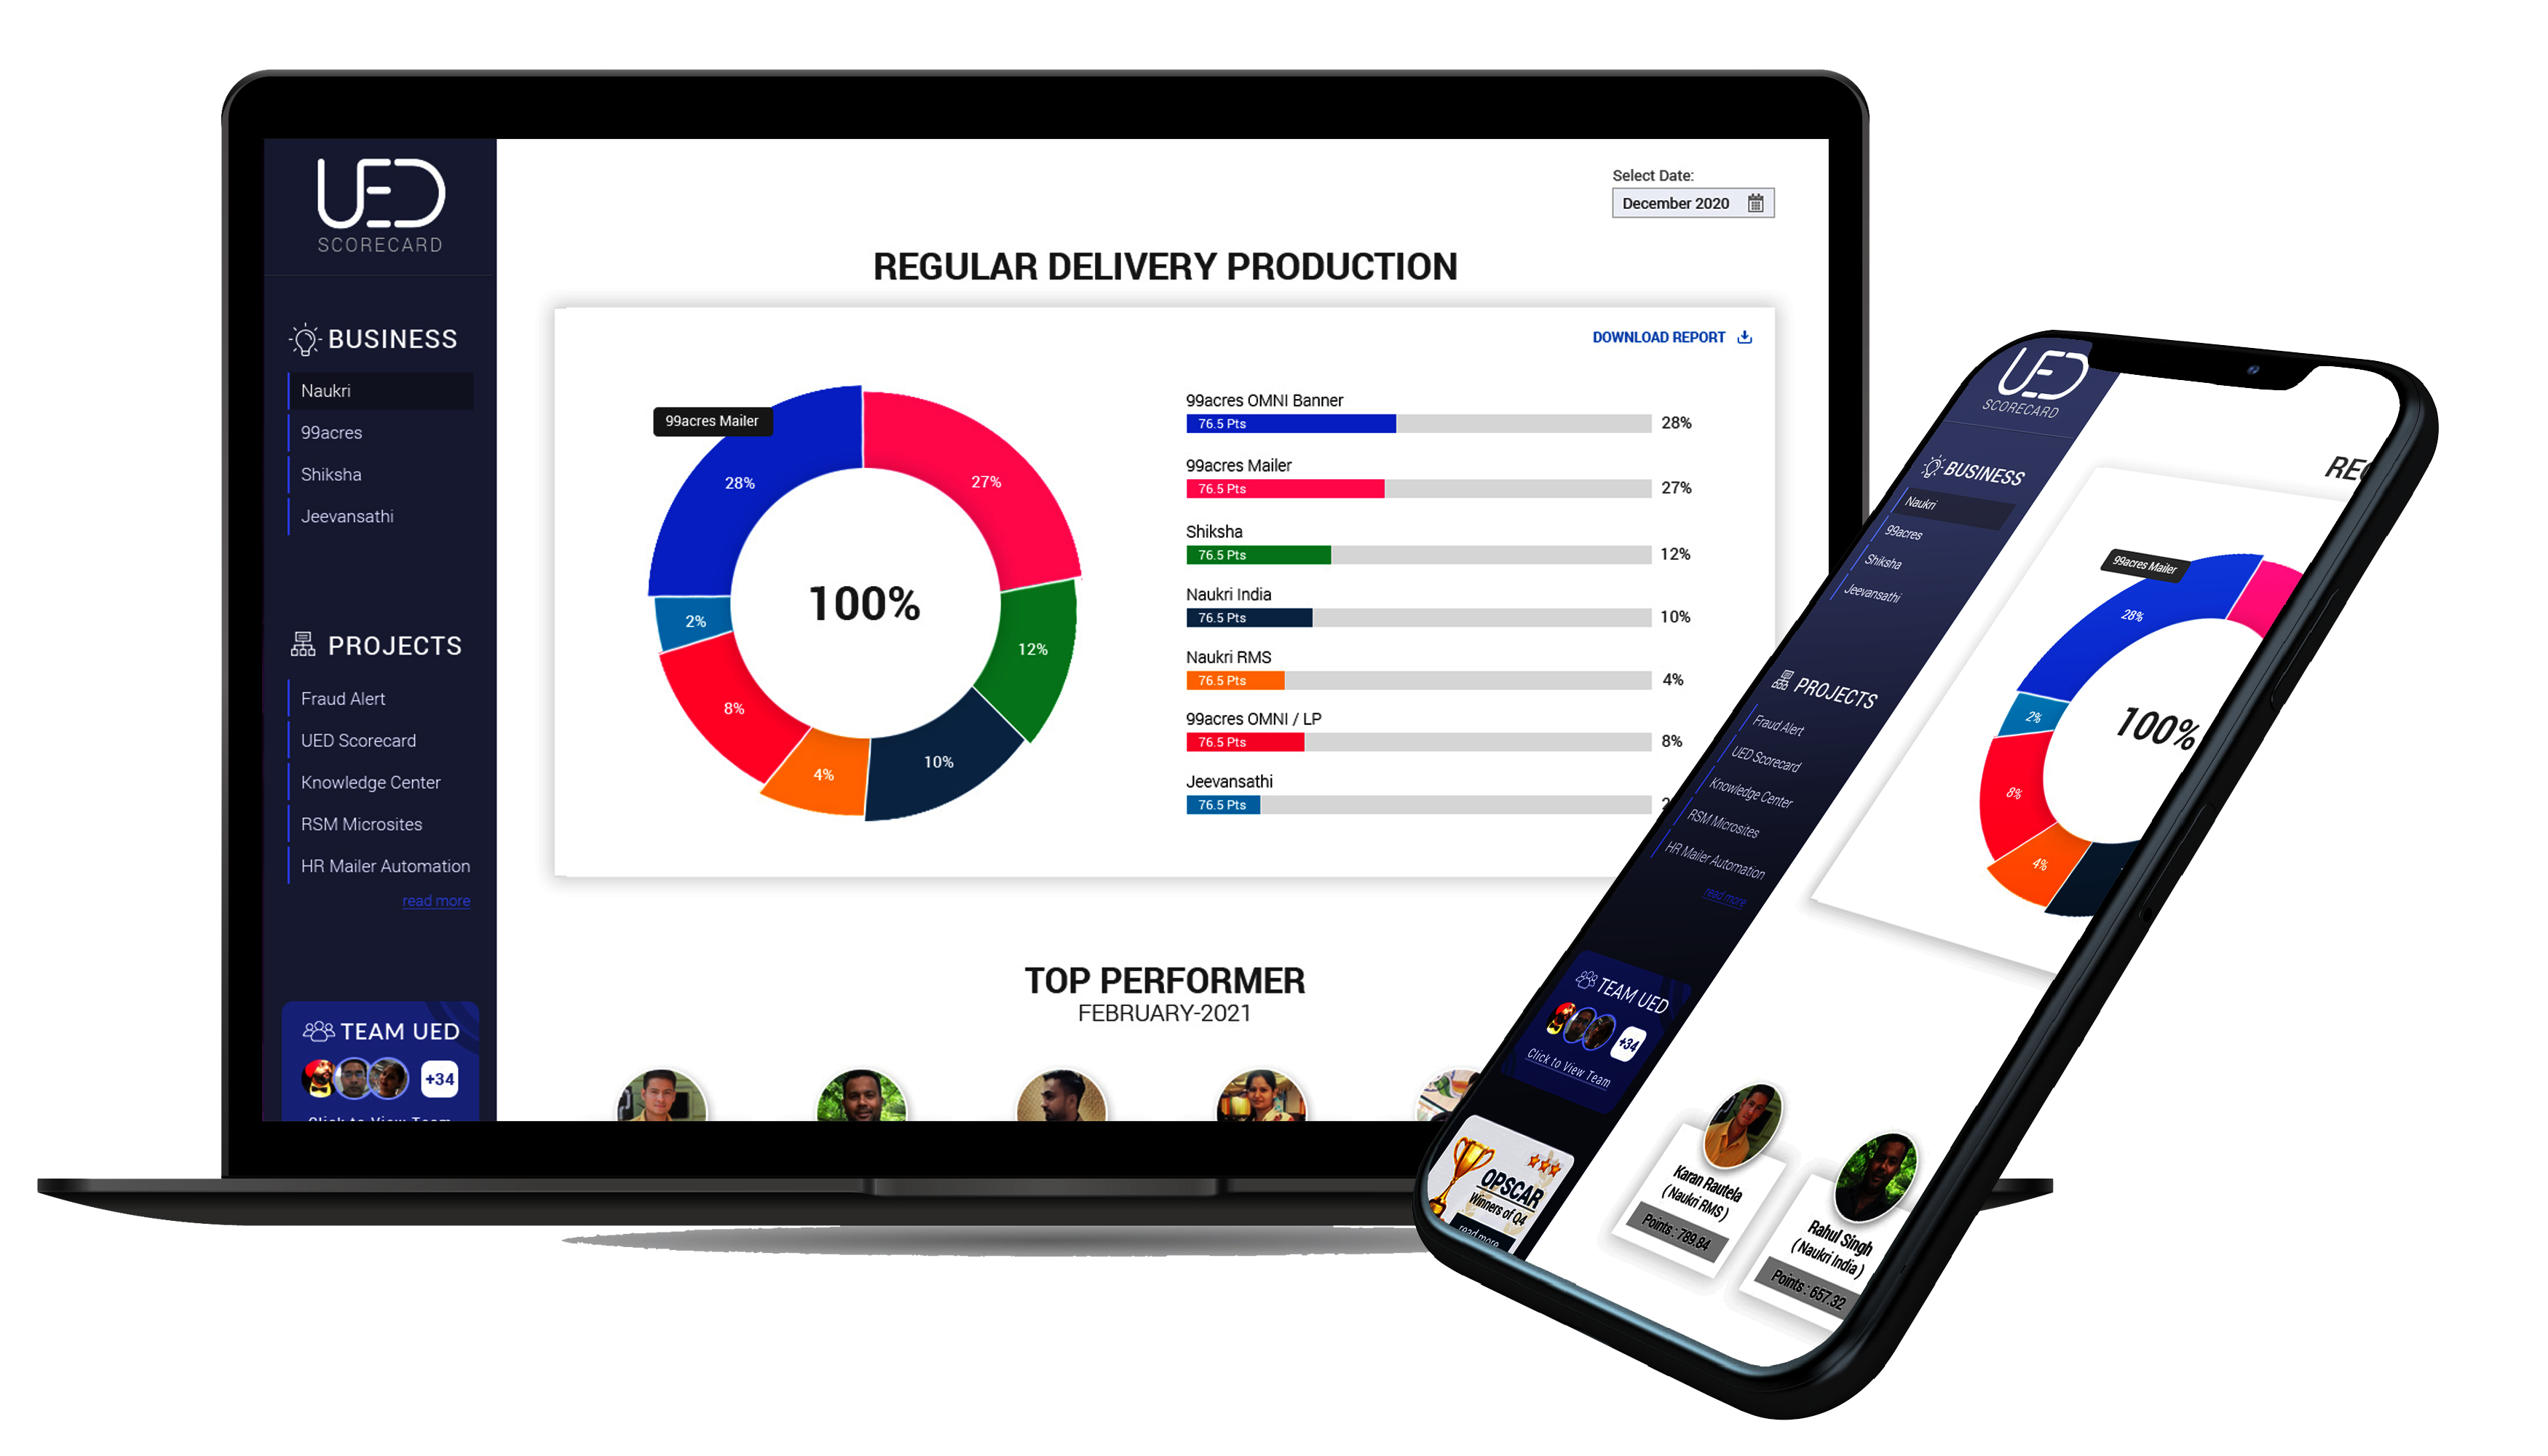 UED
SCORECARD
BUSINESS
Naukri
99acres
Shiksha
Jeevansathi
PROJECTS
Fraud Alert
UED Scorecard
Knowledge Center
RSM Microsites
HR Mailer Automation
read more
TEAM UED
+34
Click to View Team
Select Date:
December 2020
REGULAR DELIVERY PRODUCTION
DOWNLOAD REPORT
99acres Mailer
28%
27%
12%
10%
4%
8%
2%
100%
99acres OMNI Banner
76.5 Pts 28%
99acres Mailer
76.5 Pts 27%
Shiksha
76.5 Pts 12%
Naukri India
76.5 Pts 10%
Naukri RMS
76.5 Pts 4%
99acres OMNI / LP
76.5 Pts 8%
Jeevansathi
76.5 Pts 2
TOP PERFORMER
FEBRUARY-2021
UED
SCORECARD
BUSINESS
Naukri
99acres
Shiksha
Jeevansathi
PROJECTS
Fraud Alert
UED Scorecard
Knowledge Center
RSM Microsites
HR Mailer Automation
read more
TEAM UED
+34
Click to View Team
OPSCAR
Winners of Q4
read more
REG
99acres Mailer
28%
2%
8%
4%
100%
Karan Rautela
( Naukri RMS )
Points : 789.84
Rahul Singh
( Naukri India )
Points : 657.32